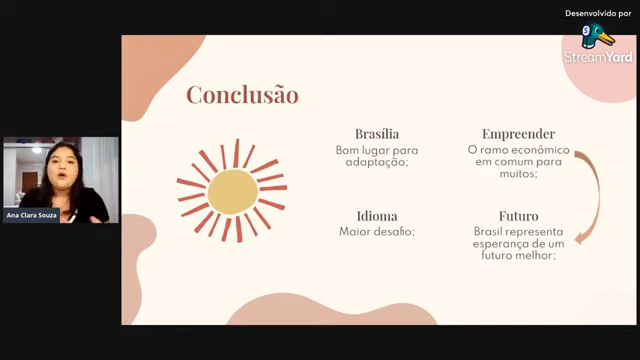 Desenvolvido por
StreamYard
Conclusão
Brasília
Bom lugar para
adaptação;
Empreender
O ramo econômico
em comum para
muitos;
Idioma
Maior desafio;
Futuro
Brasil representa
esperança de um
futuro melhor;
Ana Clara Souza